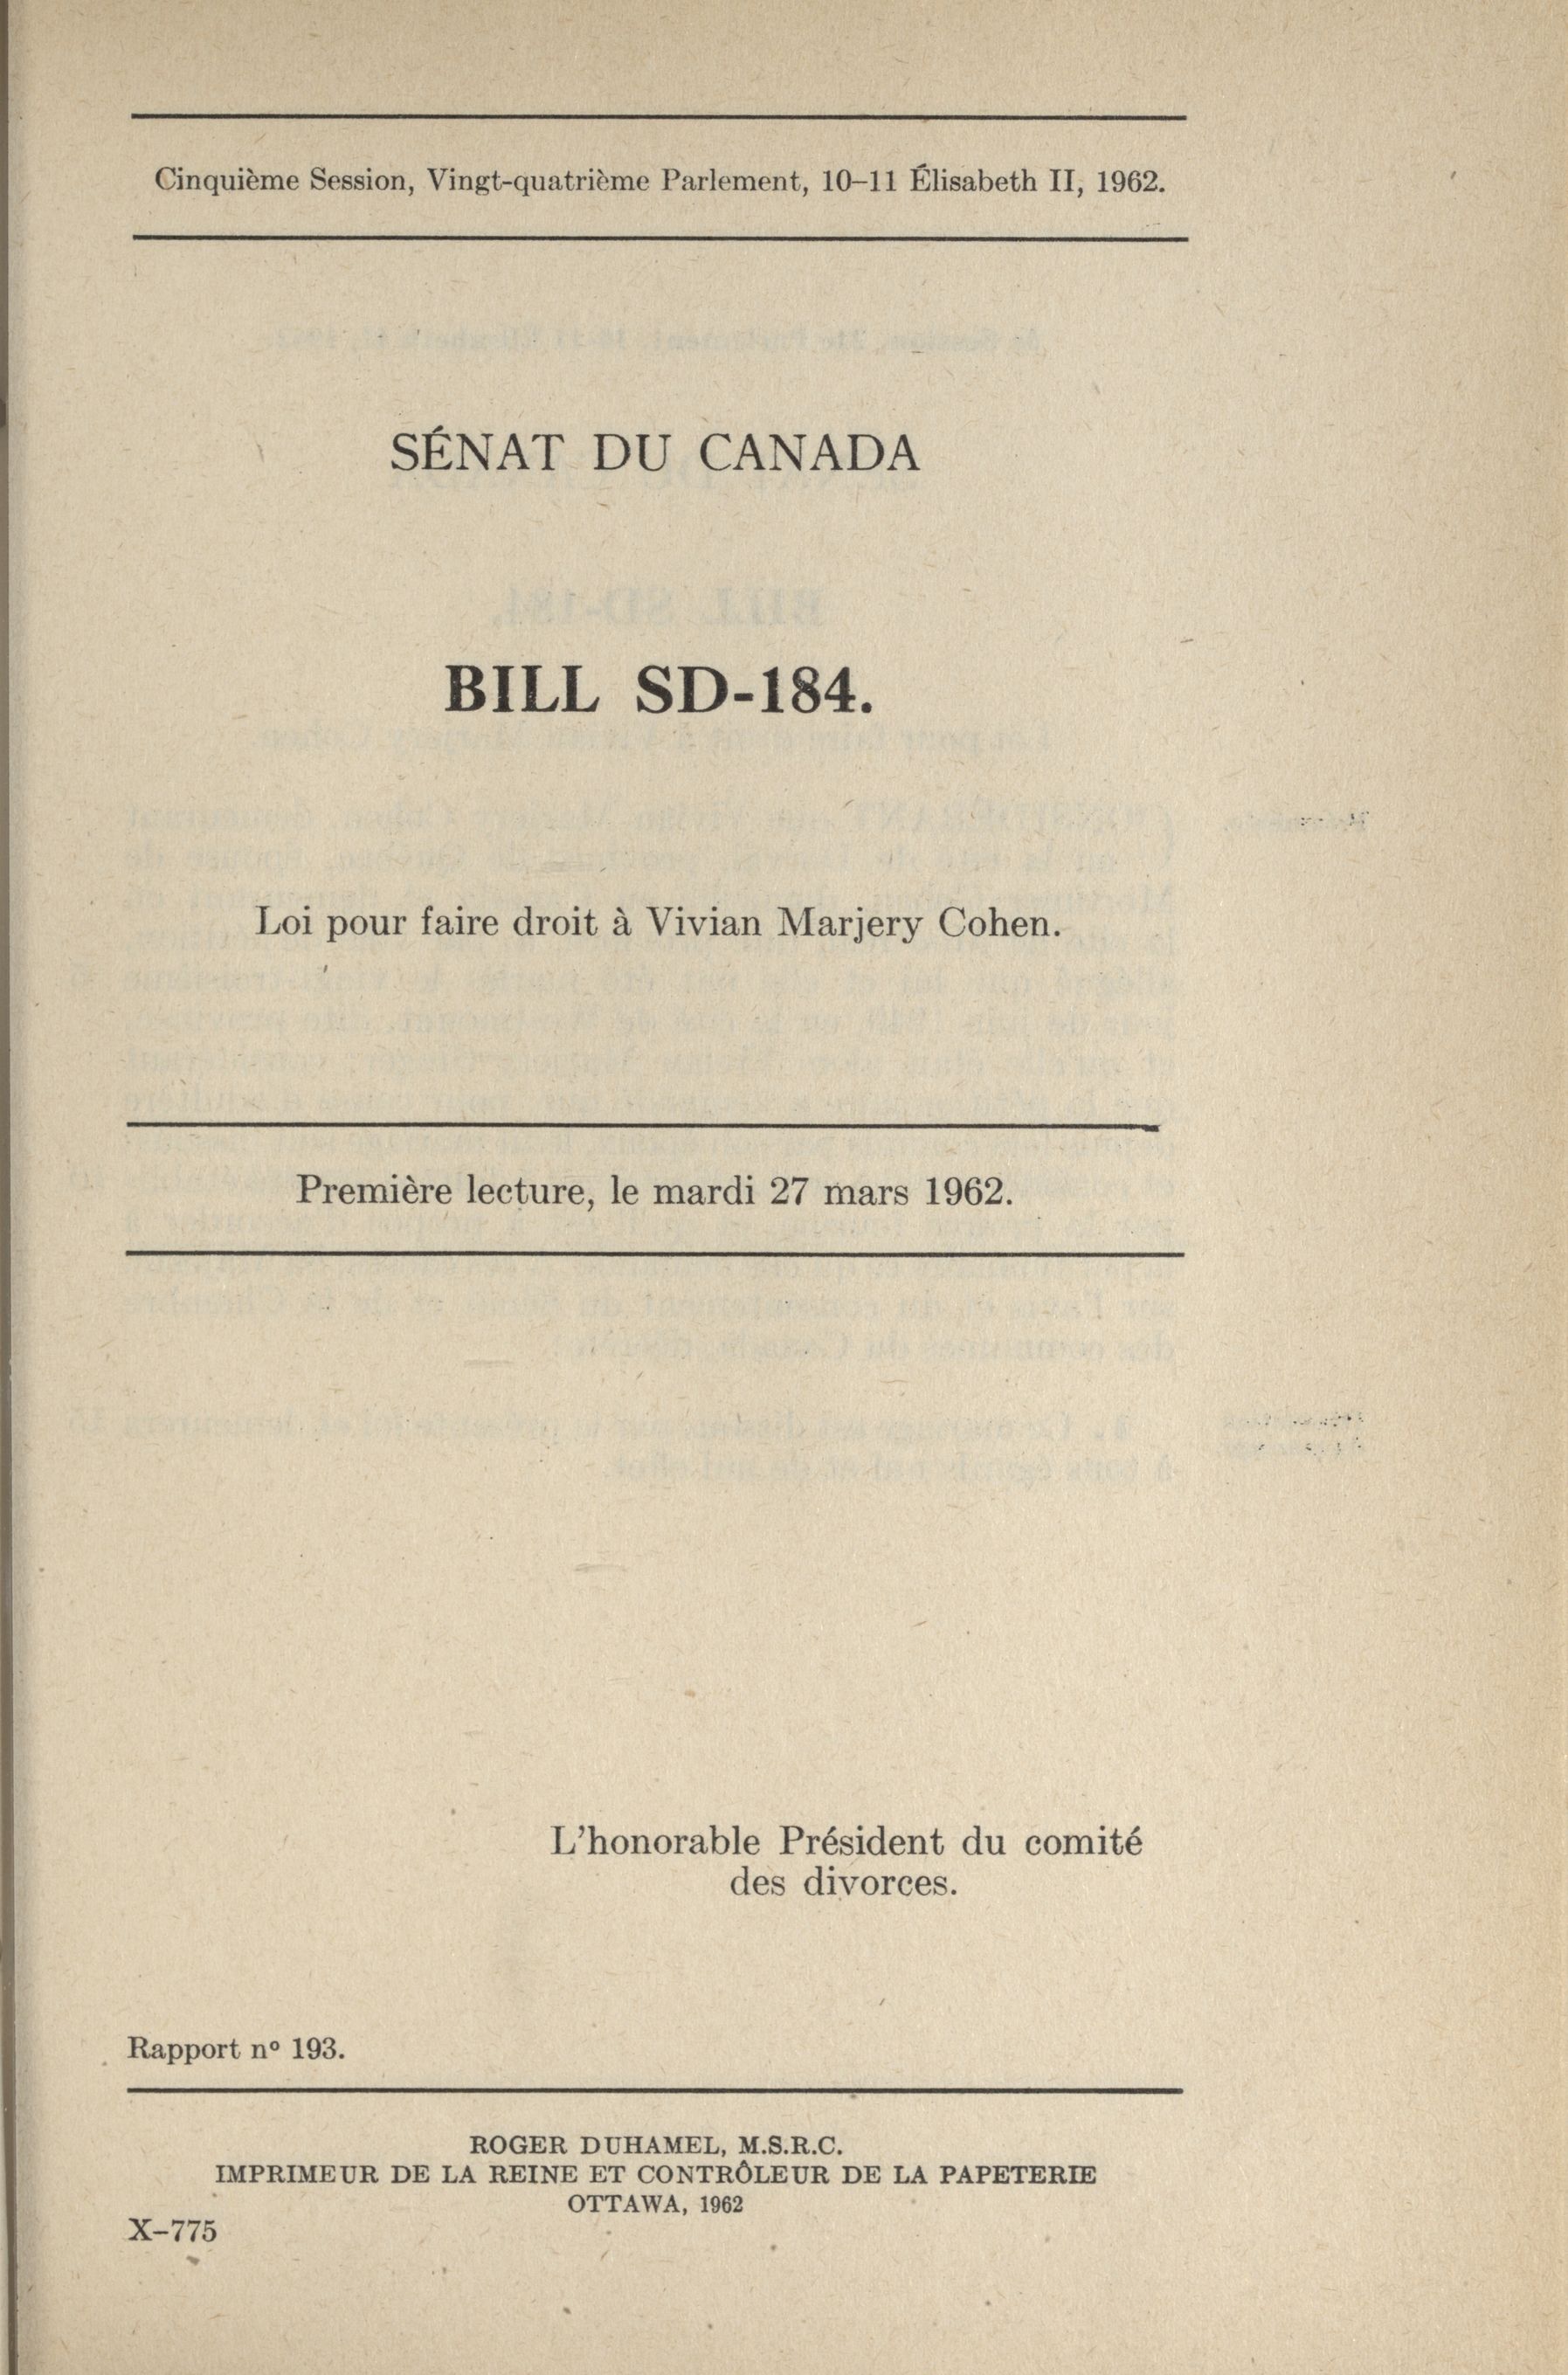 Cinquième Session, Vingt-quatrième Parlement, 10–11 Élisabeth II, 1962.
SÉNAT DU CANADA
BILL SD-184.
Loi pour faire droit à Vivian Marjery Cohen.
Première lecture, le mardi 27 mars 1962.
L'honorable Président du comité
des divorces.
Rapport nº 193.
ROGER DUHAMEL, M.S.R.C.
IMPRIMEUR DE LA REINE ET CONTRÔLEUR DE LA PAPETERIE
OTTAWA, 1962
X–775